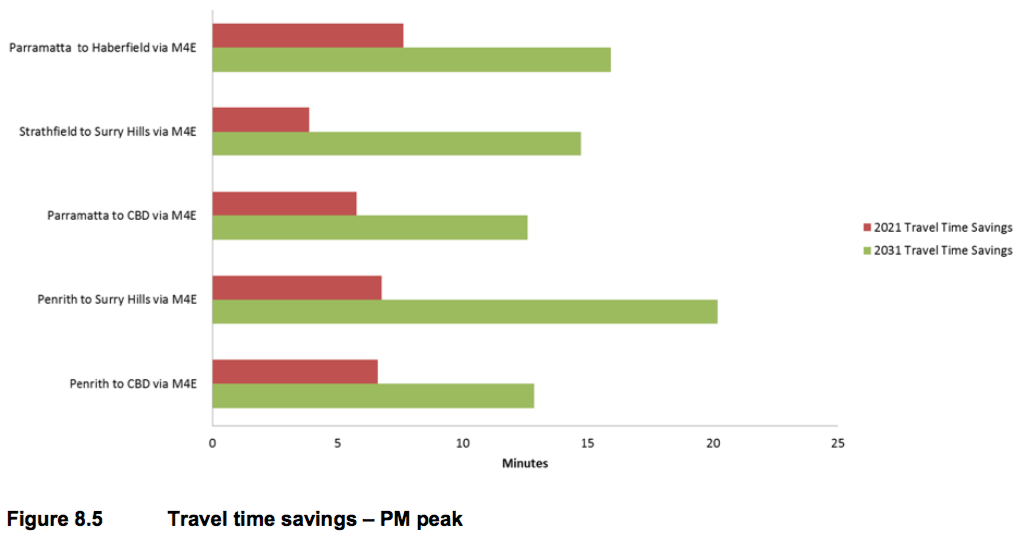 Parramatta to Haberfield via M4E
Strathfield to Surry Hills via M4E
Parramatta to CBD via M4E
Penrith to Surry Hills via M4E
Penrith to CBD via M4E
0 5 10 15 20 25
Minutes
2021 Travel Time Savings
2031 Travel Time Savings
Figure 8.5 Travel time savings – PM peak